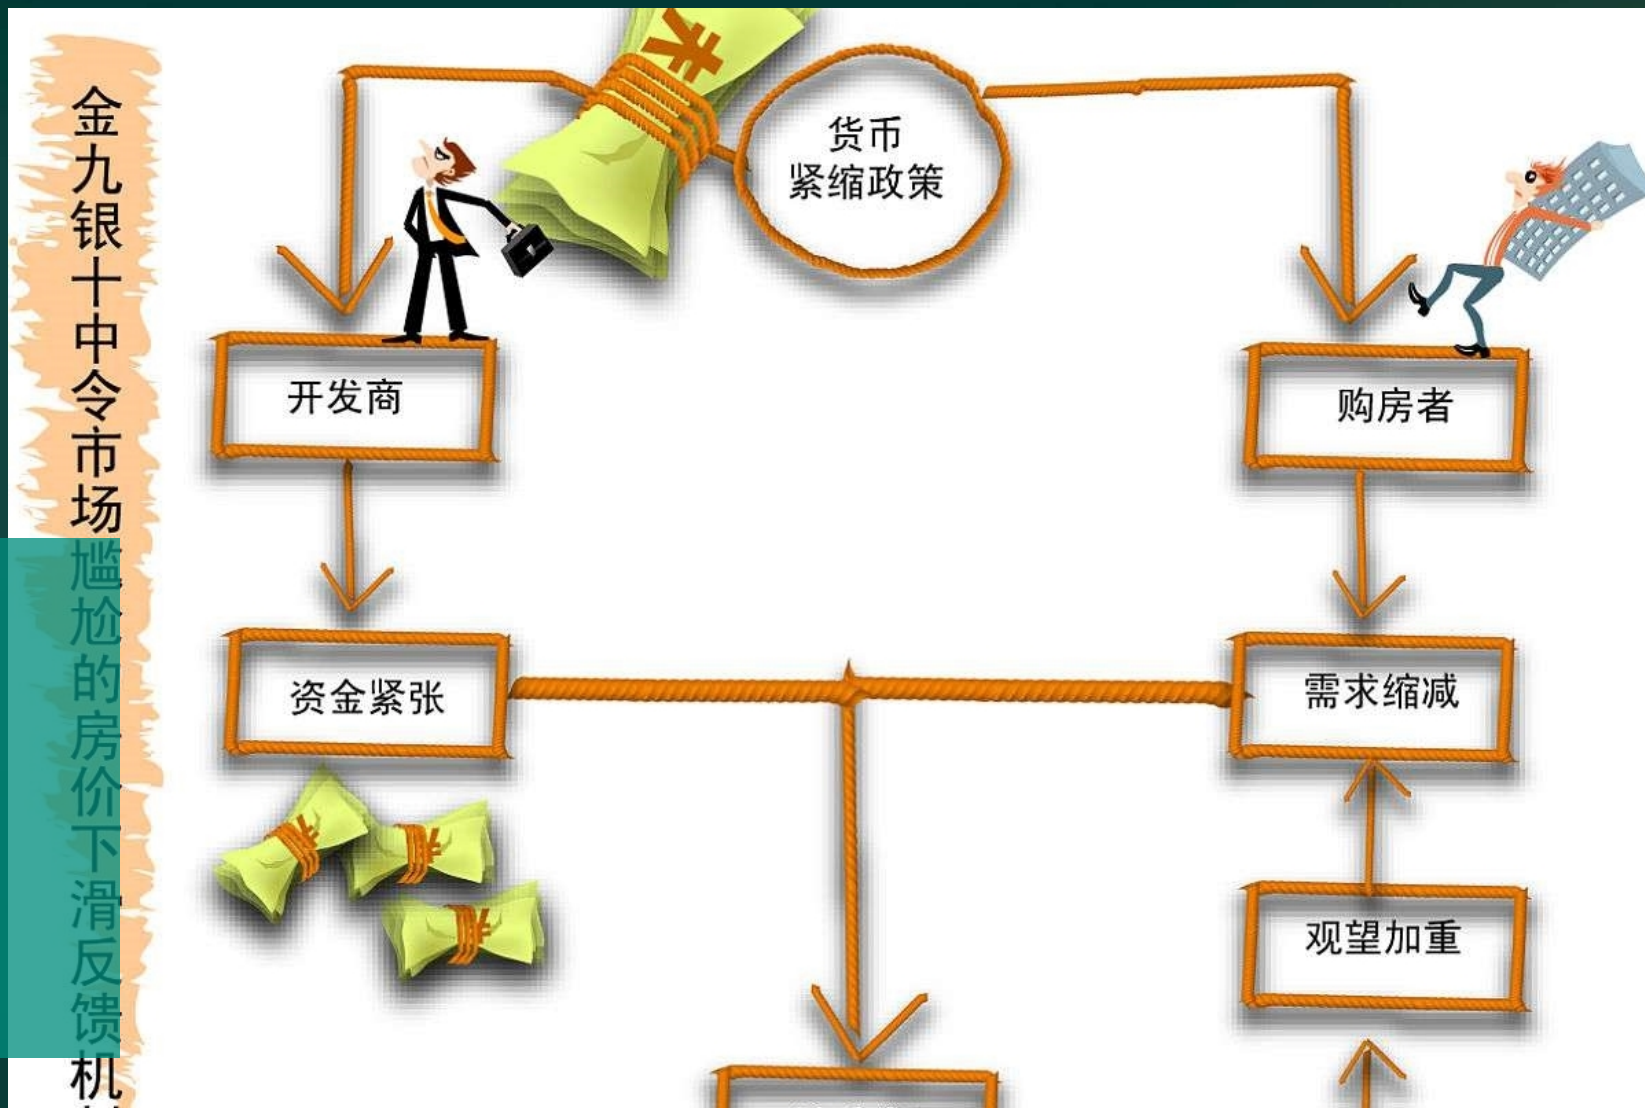 金九银十中令市场尴尬的房价下滑反馈机
货币
紧缩政策
开发商
购房者
资金紧张
需求缩减
观望加重